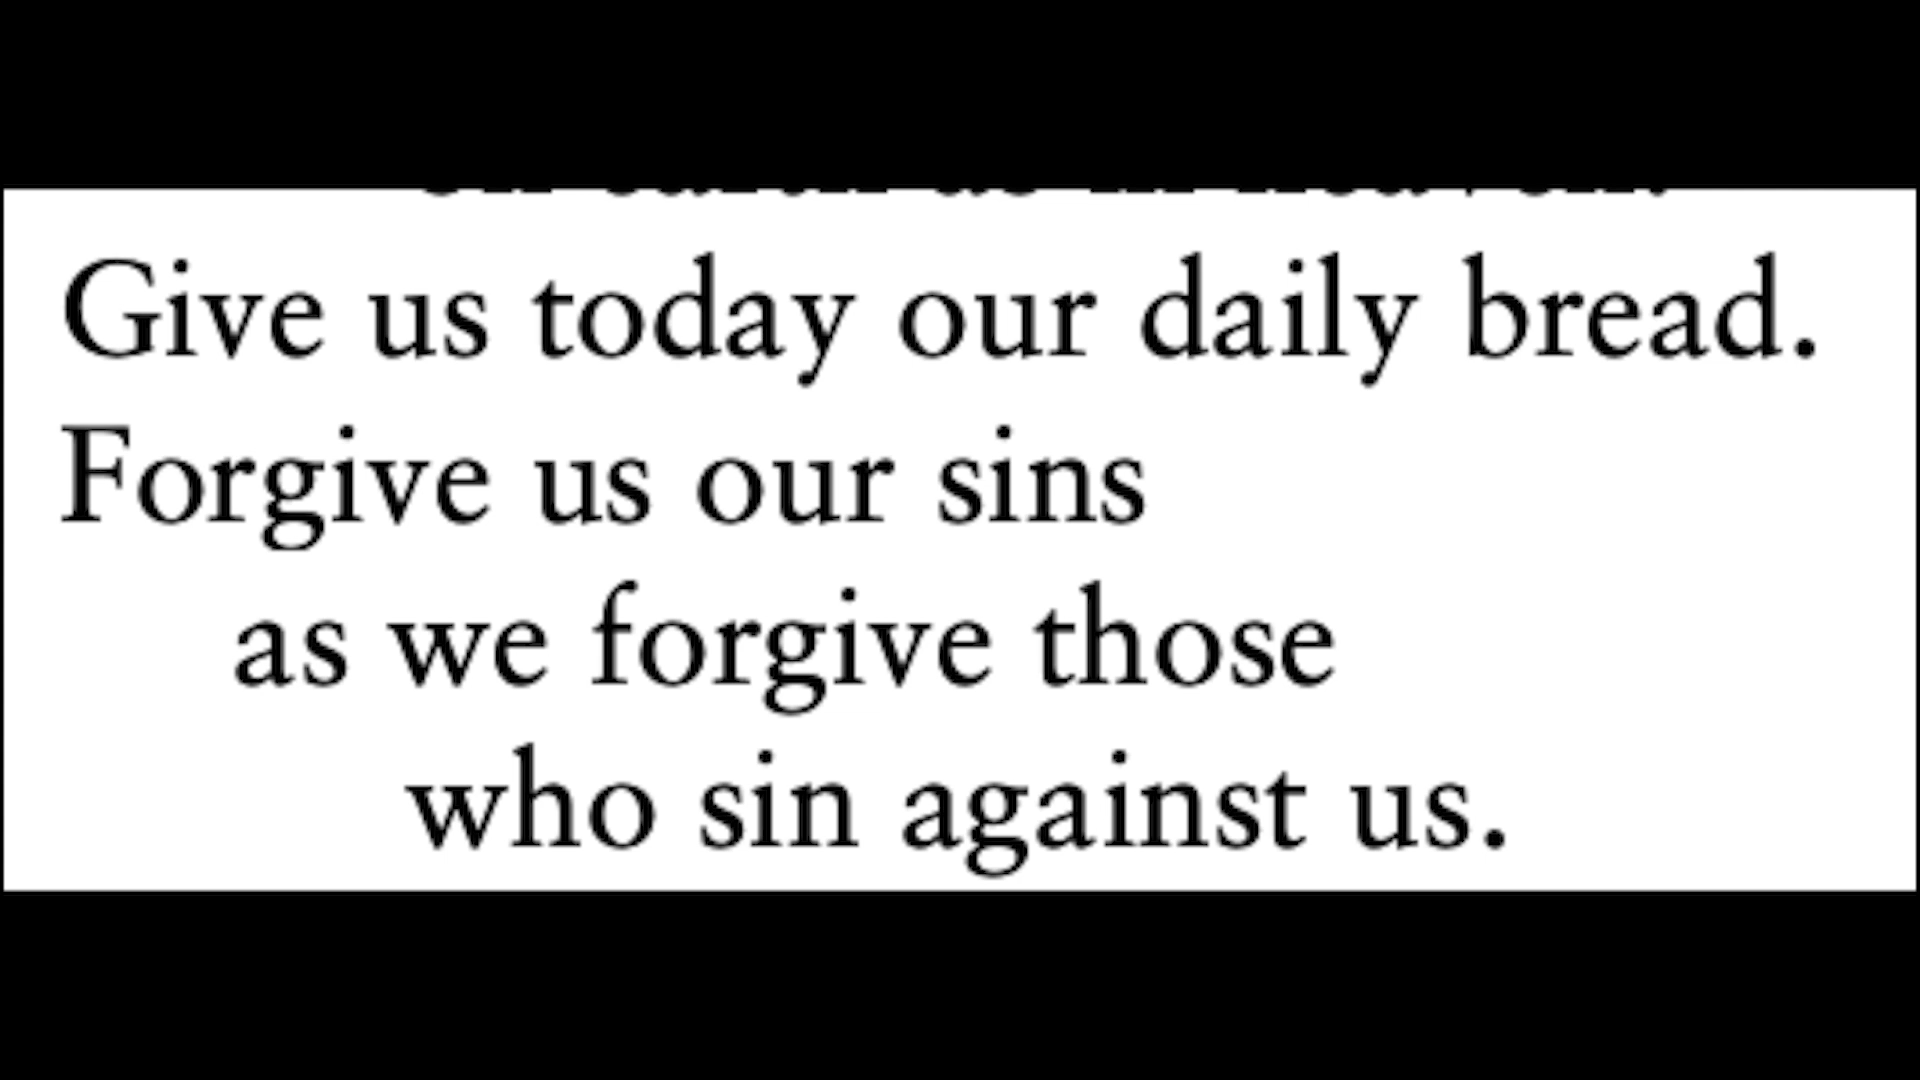 Give us today our daily bread.
Forgive us our sins
as we forgive those
who sin against us.